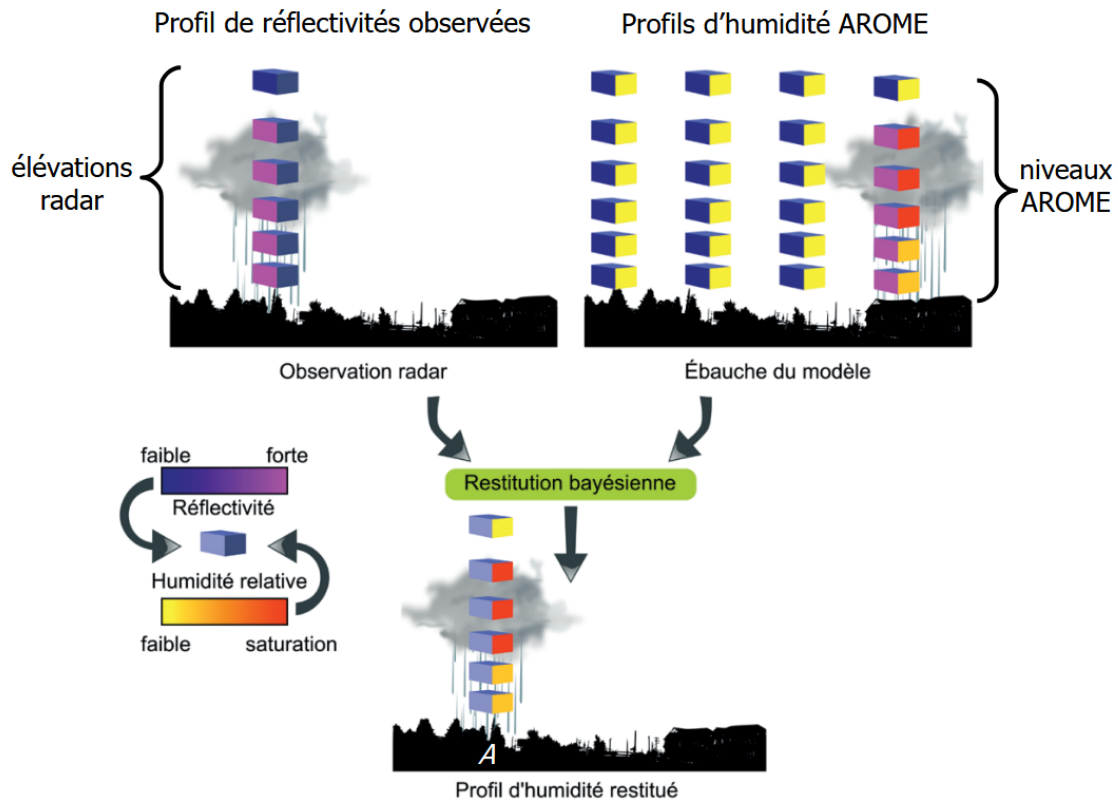 Profil de réflectivités observées
Profils d’humidité AROME
élévations
radar
niveaux
AROME
Observation radar
Ébauche du modèle
faible
forte
Réflectivité
Restitution bayésienne
Humidité relative
faible
saturation
A
Profil d'humidité restitué